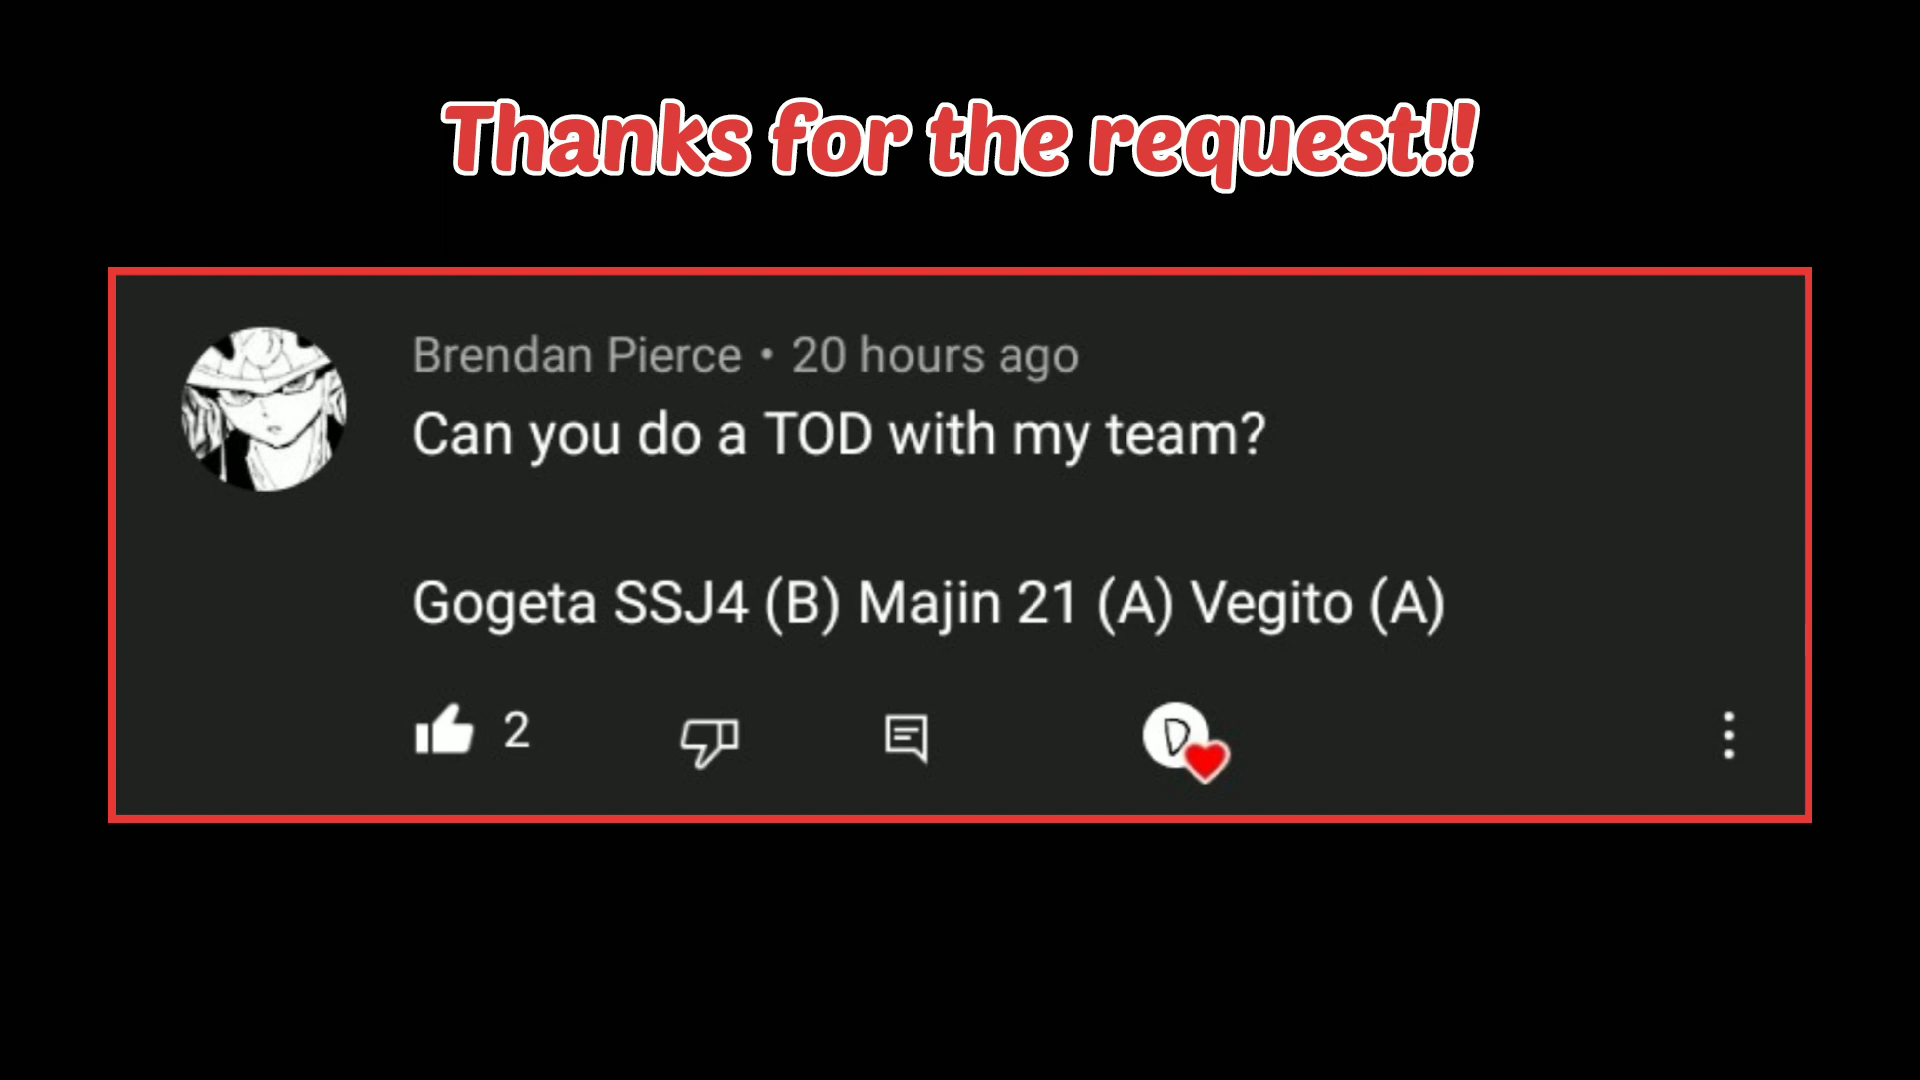 Thanks for the request!!
Brendan Pierce • 20 hours ago
Can you do a TOD with my team?
Gogeta SSJ4 (B) Majin 21 (A) Vegito (A)
2
D